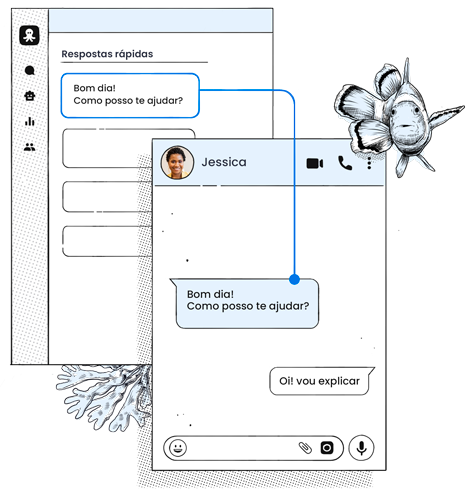 Respostas rápidas
Bom dia!
Como posso te ajudar?
Jessica
Bom dia!
Como posso te ajudar?
Oi! vou explicar